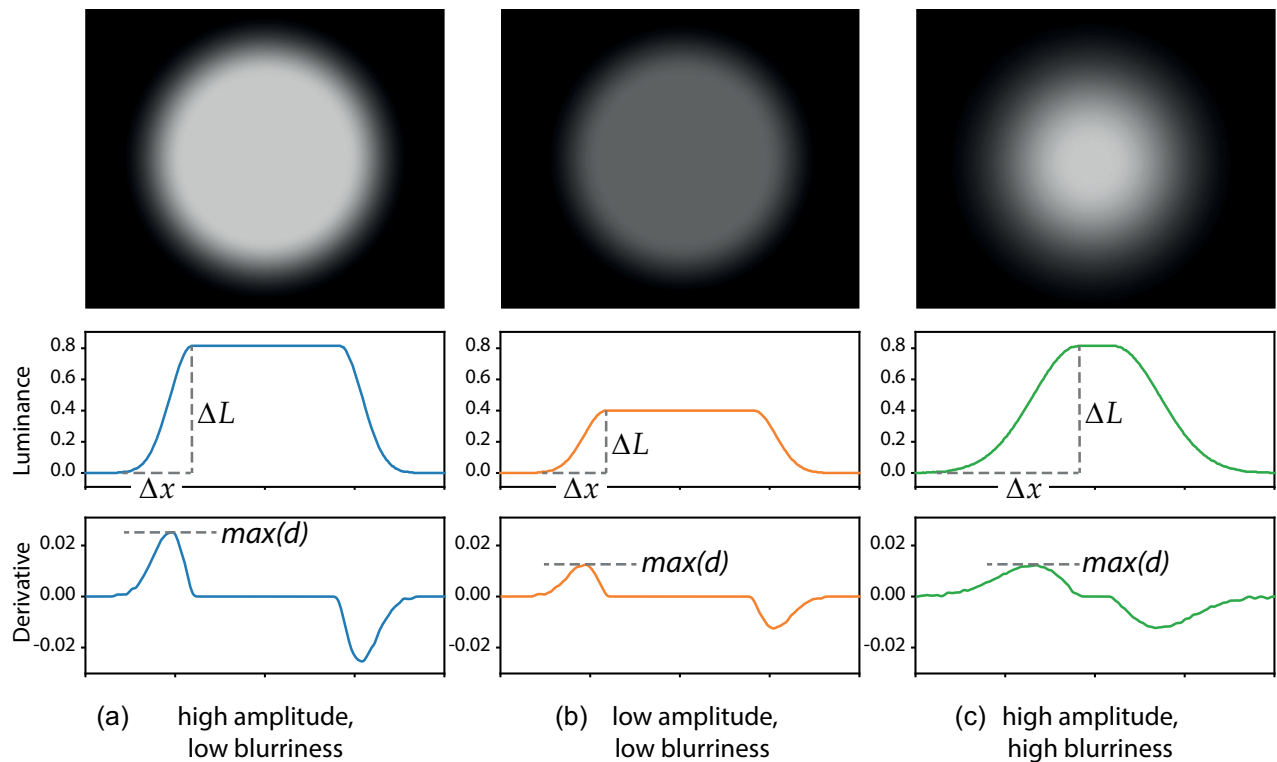 Luminance
0.8
0.6
0.4
0.2
0.0
ΔL
Δx
0.8
0.6
0.4
0.2
0.0
ΔL
Δx
0.8
0.6
0.4
0.2
0.0
ΔL
Δx
Derivative
0.02
0.00
-0.02
max(d)
0.02
0.00
-0.02
max(d)
0.02
0.00
-0.02
max(d)
(a) high amplitude,
low blurriness
(b) low amplitude,
low blurriness
(c) high amplitude,
high blurriness